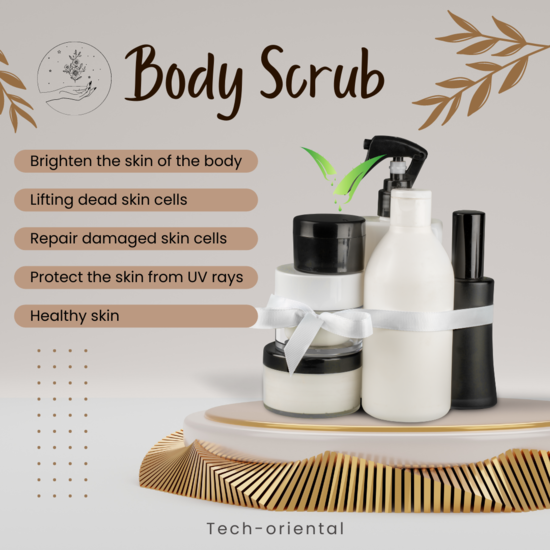 Body Scrub
Brighten the skin of the body
Lifting dead skin cells
Repair damaged skin cells
Protect the skin from UV rays
Healthy skin
Tech-oriental